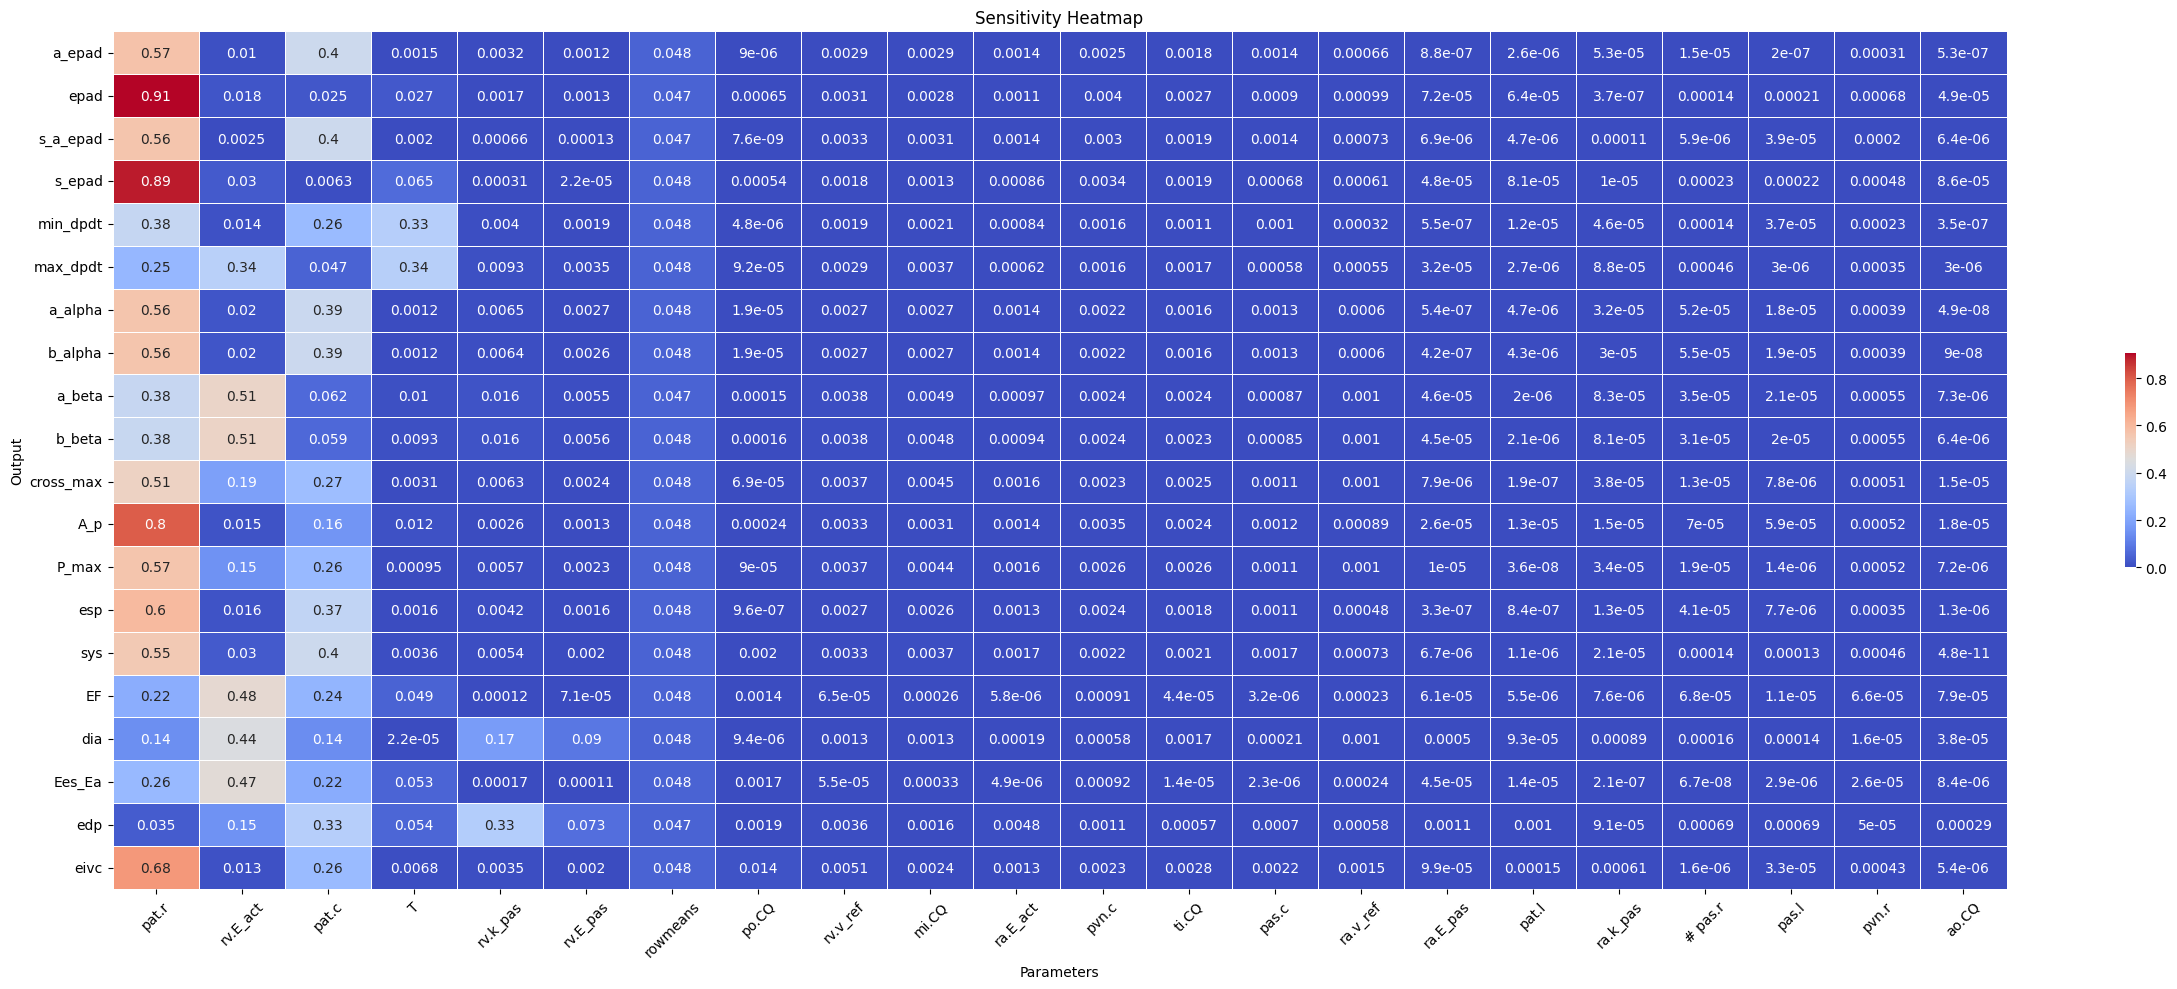 Sensitivity Heatmap
a_epad 0.57 0.01 0.4 0.0015 0.0032 0.0012 0.048 9e-06 0.0029 0.0029 0.0014 0.0025 0.0018 0.0014 0.00066 8.8e-07 2.6e-06 5.3e-05 1.5e-05 2e-07 0.00031 5.3e-07
epad 0.91 0.018 0.025 0.027 0.0017 0.0013 0.047 0.00065 0.0031 0.0028 0.0011 0.004 0.0027 0.0009 0.00099 7.2e-05 6.4e-05 3.7e-07 0.00014 0.00021 0.00068 4.9e-05
s_a_epad 0.56 0.0025 0.4 0.002 0.00066 0.00013 0.047 7.6e-09 0.0033 0.0031 0.0014 0.003 0.0019 0.0014 0.00073 6.9e-06 4.7e-06 0.00011 5.9e-06 3.9e-05 0.0002 6.4e-06
s_epad 0.89 0.03 0.0063 0.065 0.00031 2.2e-05 0.048 0.00054 0.0018 0.0013 0.00086 0.0034 0.0019 0.00068 0.00061 4.8e-05 8.1e-05 1e-05 0.00023 0.00022 0.00048 8.6e-05
min_dpdt 0.38 0.014 0.26 0.33 0.004 0.0019 0.048 4.8e-06 0.0019 0.0021 0.00084 0.0016 0.0011 0.001 0.00032 5.5e-07 1.2e-05 4.6e-05 0.00014 3.7e-05 0.00023 3.5e-07
max_dpdt 0.25 0.34 0.047 0.34 0.0093 0.0035 0.048 9.2e-05 0.0029 0.0037 0.00062 0.0016 0.0017 0.00058 0.00055 3.2e-05 2.7e-06 8.8e-05 0.00046 3e-06 0.00035 3e-06
a_alpha 0.56 0.02 0.39 0.0012 0.0065 0.0027 0.048 1.9e-05 0.0027 0.0027 0.0014 0.0022 0.0016 0.0013 0.0006 5.4e-07 4.7e-06 3.2e-05 5.2e-05 1.8e-05 0.00039 4.9e-08
b_alpha 0.56 0.02 0.39 0.0012 0.0064 0.0026 0.048 1.9e-05 0.0027 0.0027 0.0014 0.0022 0.0016 0.0013 0.0006 4.2e-07 4.3e-06 3e-05 5.5e-05 1.9e-05 0.00039 9e-08
a_beta 0.38 0.51 0.062 0.01 0.016 0.0055 0.047 0.00015 0.0038 0.0049 0.00097 0.0024 0.0024 0.00087 0.001 4.6e-05 2e-06 8.3e-05 3.5e-05 2.1e-05 0.00055 7.3e-06
b_beta 0.38 0.51 0.059 0.0093 0.016 0.0056 0.048 0.00016 0.0038 0.0048 0.00094 0.0024 0.0023 0.00085 0.001 4.5e-05 2.1e-06 8.1e-05 3.1e-05 2e-05 0.00055 6.4e-06
cross_max 0.51 0.19 0.27 0.0031 0.0063 0.0024 0.048 6.9e-05 0.0037 0.0045 0.0016 0.0023 0.0025 0.0011 0.001 7.9e-06 1.9e-07 3.8e-05 1.3e-05 7.8e-06 0.00051 1.5e-05
A_p 0.8 0.015 0.16 0.012 0.0026 0.0013 0.048 0.00024 0.0033 0.0031 0.0014 0.0035 0.0024 0.0012 0.00089 2.6e-05 1.3e-05 1.5e-05 7e-05 5.9e-05 0.00052 1.8e-05
P_max 0.57 0.15 0.26 0.00095 0.0057 0.0023 0.048 9e-05 0.0037 0.0044 0.0016 0.0026 0.0026 0.0011 0.001 1e-05 3.6e-08 3.4e-05 1.9e-05 1.4e-06 0.00052 7.2e-06
esp 0.6 0.016 0.37 0.0016 0.0042 0.0016 0.048 9.6e-07 0.0027 0.0026 0.0013 0.0024 0.0018 0.0011 0.00048 3.3e-07 8.4e-07 1.3e-05 4.1e-05 7.7e-06 0.00035 1.3e-06
sys 0.55 0.03 0.4 0.0036 0.0054 0.002 0.048 0.002 0.0033 0.0037 0.0017 0.0022 0.0021 0.0017 0.00073 6.7e-06 1.1e-06 2.1e-05 0.00014 0.00013 0.00046 4.8e-11
EF 0.22 0.48 0.24 0.049 0.00012 7.1e-05 0.048 0.0014 6.5e-05 0.00026 5.8e-06 0.00091 4.4e-05 3.2e-06 0.00023 6.1e-05 5.5e-06 7.6e-06 6.8e-05 1.1e-05 6.6e-05 7.9e-05
dia 0.14 0.44 0.14 2.2e-05 0.17 0.09 0.048 9.4e-06 0.0013 0.0013 0.00019 0.00058 0.0017 0.00021 0.001 0.0005 9.3e-05 0.00089 0.00016 0.00014 1.6e-05 3.8e-05
Ees_Ea 0.26 0.47 0.22 0.053 0.00017 0.00011 0.048 0.0017 5.5e-05 0.00033 4.9e-06 0.00092 1.4e-05 2.3e-06 0.00024 4.5e-05 1.4e-05 2.1e-07 6.7e-08 2.9e-06 2.6e-05 8.4e-06
edp 0.035 0.15 0.33 0.054 0.33 0.073 0.047 0.0019 0.0036 0.0016 0.0048 0.0011 0.00057 0.0007 0.00058 0.0011 0.001 9.1e-05 0.00069 0.00069 5e-05 0.00029
eivc 0.68 0.013 0.26 0.0068 0.0035 0.002 0.048 0.014 0.0051 0.0024 0.0013 0.0023 0.0028 0.0022 0.0015 9.9e-05 0.00015 0.00061 1.6e-06 3.3e-05 0.00043 5.4e-06
pat.r rv.E_act pat.c T rv.k_pas rv.E_pas rowmeans po.CQ rv.v_ref mi.CQ ra.E_act pvn.c ti.CQ pas.c ra.v_ref ra.E_pas pat.l ra.k_pas # pas.r pas.l pvn.r ao.CQ
Parameters
Output
0.8
0.6
0.4
0.2
0.0